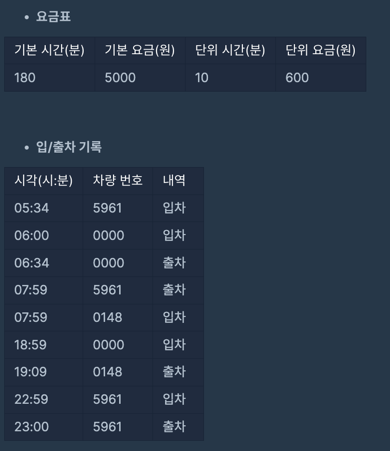 요금표
기본 시간(분) 기본 요금(원) 단위 시간(분) 단위 요금(원)
180 5000 10 600
입/출차 기록
시각(시:분) 차량 번호 내역
05:34 5961 입차
06:00 0000 입차
06:34 0000 출차
07:59 5961 출차
07:59 0148 입차
18:59 0000 입차
19:09 0148 출차
22:59 5961 입차
23:00 5961 출차